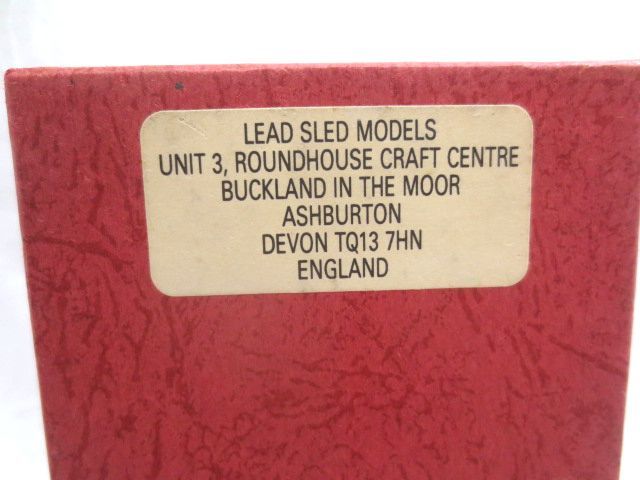 LEAD SLED MODELS
UNIT 3, ROUNDHOUSE CRAFT CENTRE
BUCKLAND IN THE MOOR
ASHBURTON
DEVON TQ13 7HN
ENGLAND